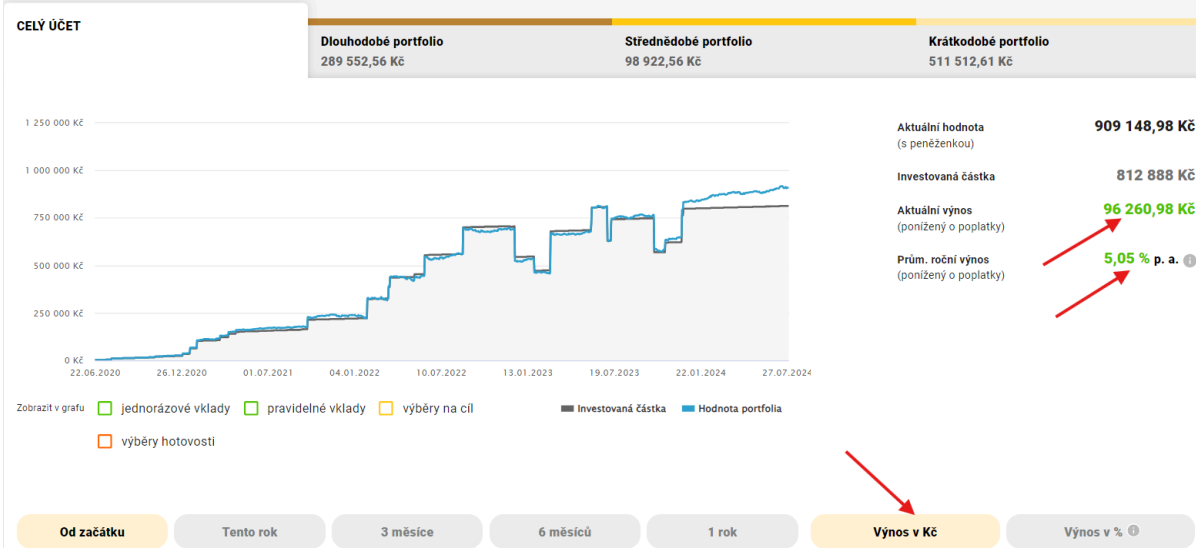 CELÝ ÚČET
Dlouhodobé portfolio
289 552,56 Kč
Střednědobé portfolio
98 922,56 Kč
Krátkodobé portfolio
511 512,61 Kč
1 250 000 Kč
1 000 000 Kč
750 000 Kč
500 000 Kč
250 000 Kč
0 Kč
22.06.2020 26.12.2020 01.07.2021 04.01.2022 10.07.2022 13.01.2023 19.07.2023 22.01.2024 27.07.2024
Aktuální hodnota 909 148,98 Kč
(s peněženkou)
Investovaná částka 812 888 Kč
Aktuální výnos 96 260,98 Kč
(ponížený o poplatky)
Prům. roční výnos 5,05 % p. a. i
(ponížený o poplatky)
Zobrazit v grafu jednorázové vklady pravidelné vklady výběry na cíl
výběry hotovosti
Investovaná částka Hodnota portfolia
Od začátku Tento rok 3 měsíce 6 měsíců 1 rok Výnos v Kč Výnos v % i